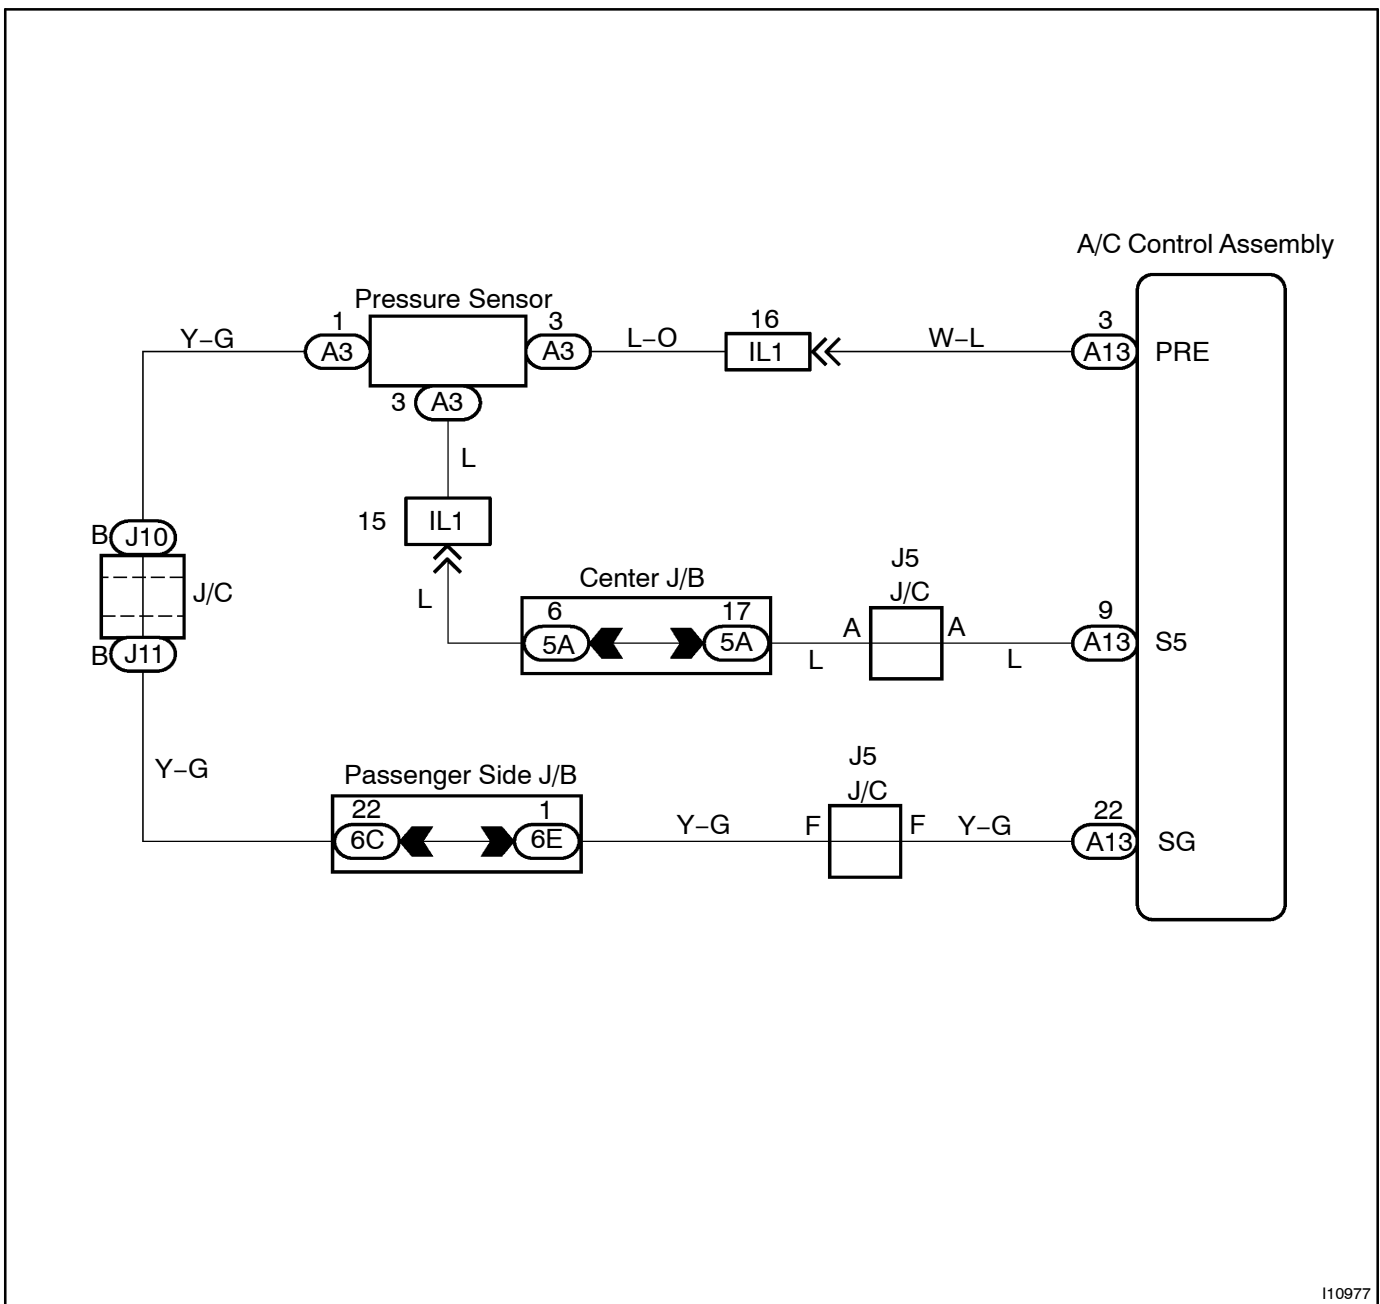 A/C Control Assembly
Pressure Sensor
1
3
16
3
Y–G
A3
A3
L–O
IL1
W–L
A13
PRE
3
A3
L
15
IL1
B
J10
J/C
B
J11
L
Center J/B
6
17
5A
5A
J5
J/C
A
A
L
L
9
A13
S5
Y–G
Passenger Side J/B
22
1
6C
6E
Y–G
J5
J/C
F
F
Y–G
22
A13
SG
I10977